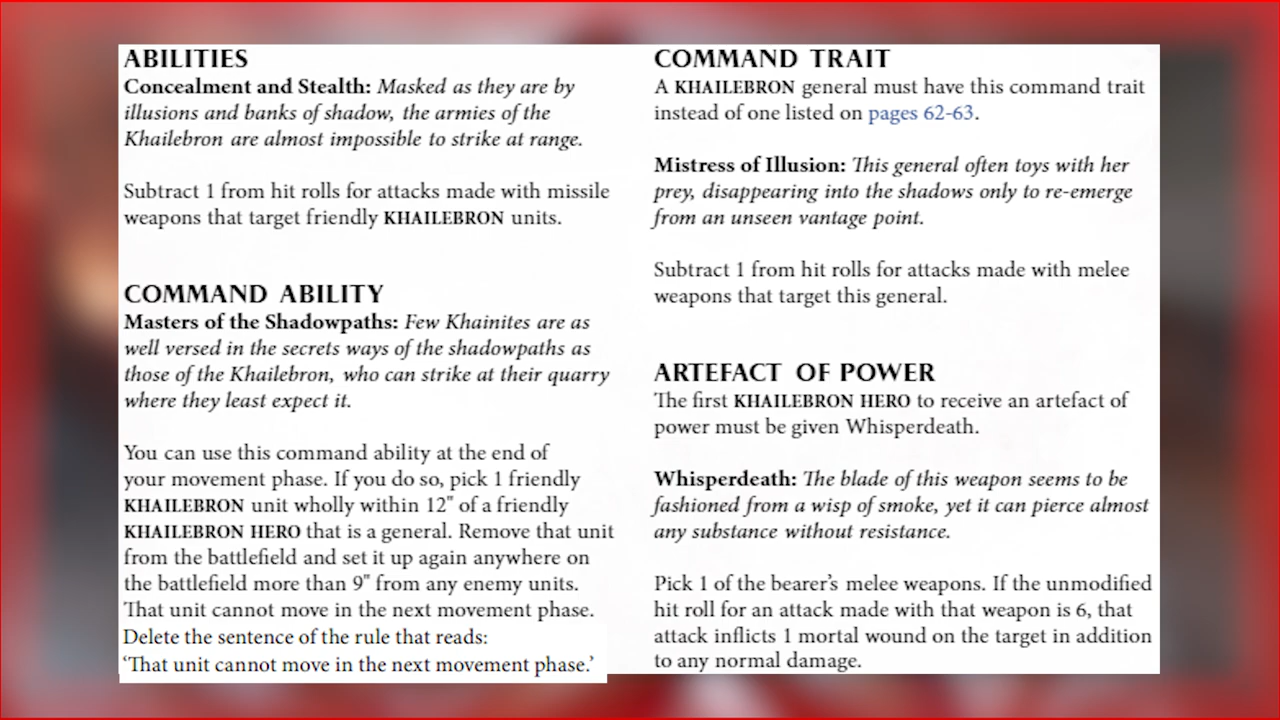 ABILITIES
Concealment and Stealth: Masked as they are by
illusions and banks of shadow, the armies of the
Khailebron are almost impossible to strike at range.
Subtract 1 from hit rolls for attacks made with missile
weapons that target friendly KHAILEBRON units.
COMMAND ABILITY
Masters of the Shadowpaths: Few Khainites are as
well versed in the secrets ways of the shadowpaths as
those of the Khailebron, who can strike at their quarry
where they least expect it.
You can use this command ability at the end of
your movement phase. If you do so, pick 1 friendly
KHAILEBRON unit wholly within 12" of a friendly
KHAILEBRON HERO that is a general. Remove that unit
from the battlefield and set it up again anywhere on
the battlefield more than 9" from any enemy units.
That unit cannot move in the next movement phase.
Delete the sentence of the rule that reads:
‘That unit cannot move in the next movement phase.’
COMMAND TRAIT
A KHAILEBRON general must have this command trait
instead of one listed on pages 62-63.
Mistress of Illusion: This general often toys with her
prey, disappearing into the shadows only to re-emerge
from an unseen vantage point.
Subtract 1 from hit rolls for attacks made with melee
weapons that target this general.
ARTEFACT OF POWER
The first KHAILEBRON HERO to receive an artefact of
power must be given Whisperdeath.
Whisperdeath: The blade of this weapon seems to be
fashioned from a wisp of smoke, yet it can pierce almost
any substance without resistance.
Pick 1 of the bearer's melee weapons. If the unmodified
hit roll for an attack made with that weapon is 6, that
attack inflicts 1 mortal wound on the target in addition
to any normal damage.